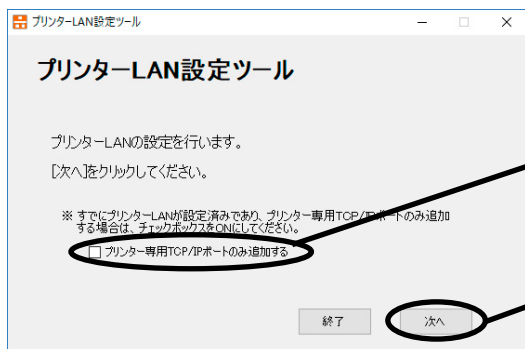 プリンターLAN設定ツール
プリンターLAN設定ツール
プリンターLANの設定を行います。
[次へ]をクリックしてください。
※ すでにプリンターLANが設定済みであり、プリンター専用TCP/IPポートのみ追加
する場合は、チェックボックスをONにしてください。
プリンター専用TCP/IPポートのみ追加する
終了
次へ